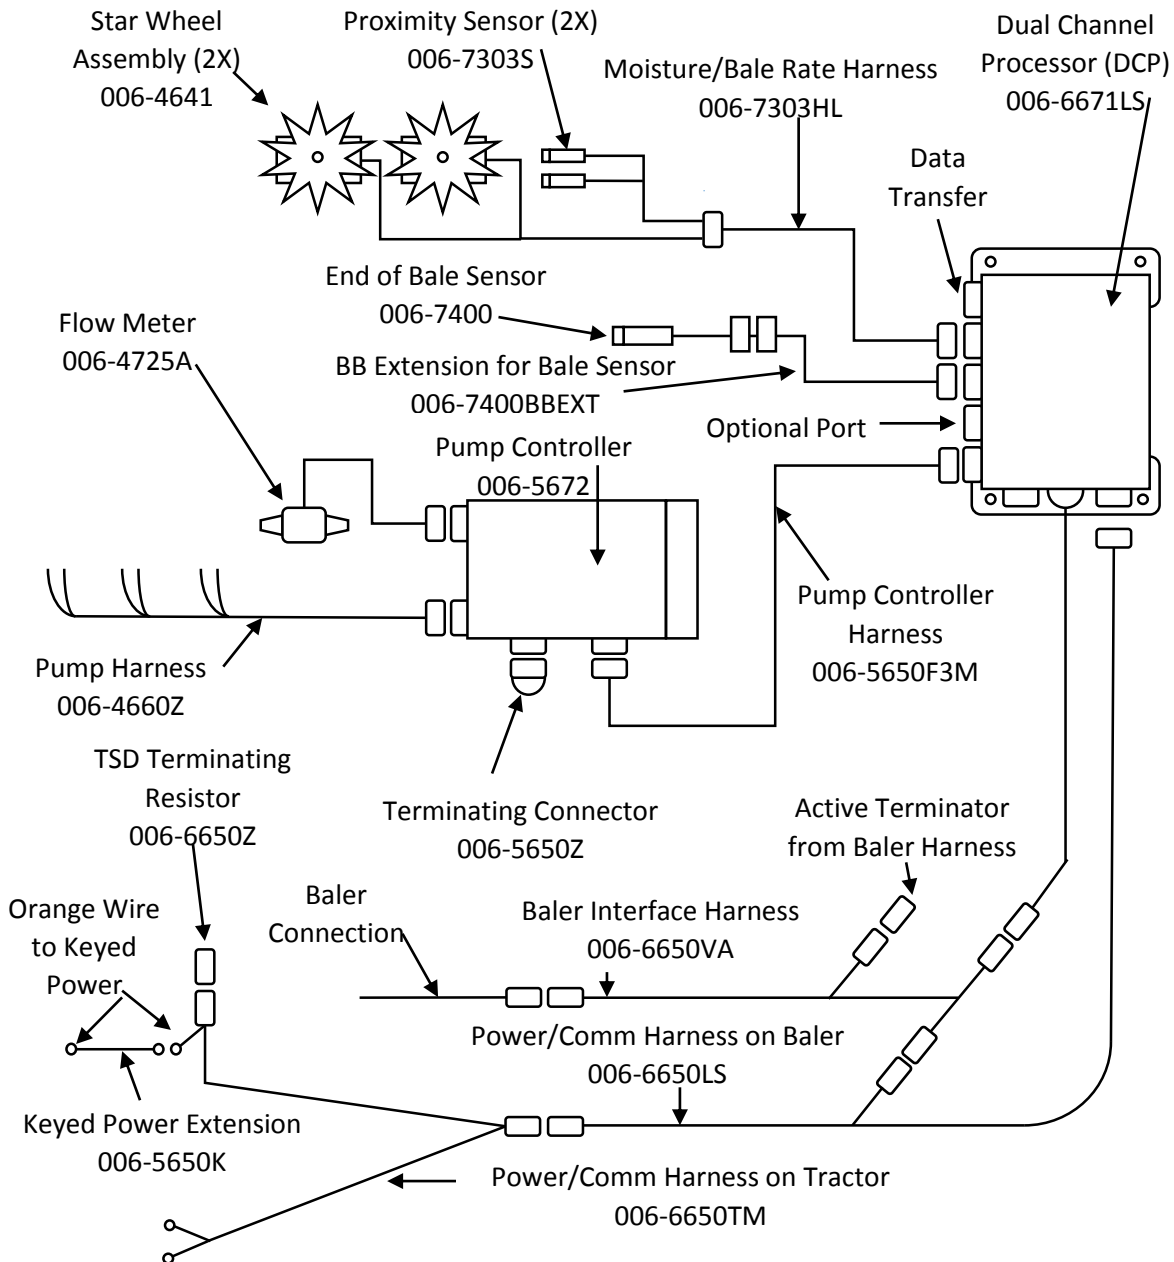 Star Wheel
Assembly (2X)
006-4641
Proximity Sensor (2X)
006-7303S
Moisture/Bale Rate Harness
006-7303HL
Dual Channel
Processor (DCP)
006-6671LS
Data
Transfer
End of Bale Sensor
006-7400
Flow Meter
006-4725A
BB Extension for Bale Sensor
006-7400BBEXT
Optional Port
Pump Controller
006-5672
Pump Controller
Harness
006-5650F3M
Pump Harness
006-4660Z
TSD Terminating
Resistor
006-6650Z
Terminating Connector
006-5650Z
Active Terminator
from Baler Harness
Orange Wire
to Keyed
Power
Baler
Connection
Baler Interface Harness
006-6650VA
Power/Comm Harness on Baler
006-6650LS
Keyed Power Extension
006-5650K
Power/Comm Harness on Tractor
006-6650TM